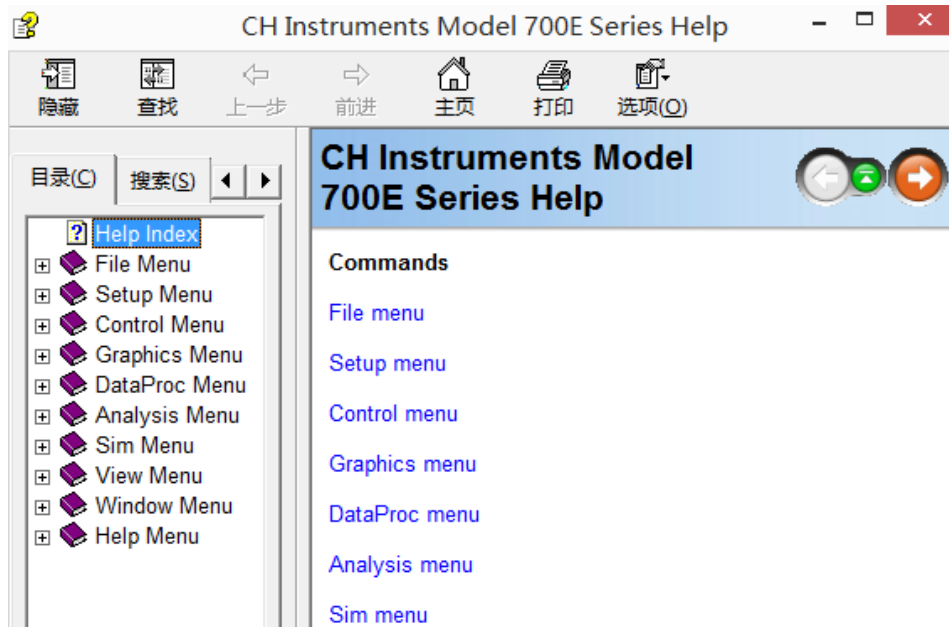 CH Instruments Model 700E Series Help
隐藏 查找 上一步 前进 主页 打印 选项(O)
目录(C) 搜索(S)
Help Index
File Menu
Setup Menu
Control Menu
Graphics Menu
DataProc Menu
Analysis Menu
Sim Menu
View Menu
Window Menu
Help Menu
CH Instruments Model
700E Series Help
Commands
File menu
Setup menu
Control menu
Graphics menu
DataProc menu
Analysis menu
Sim menu